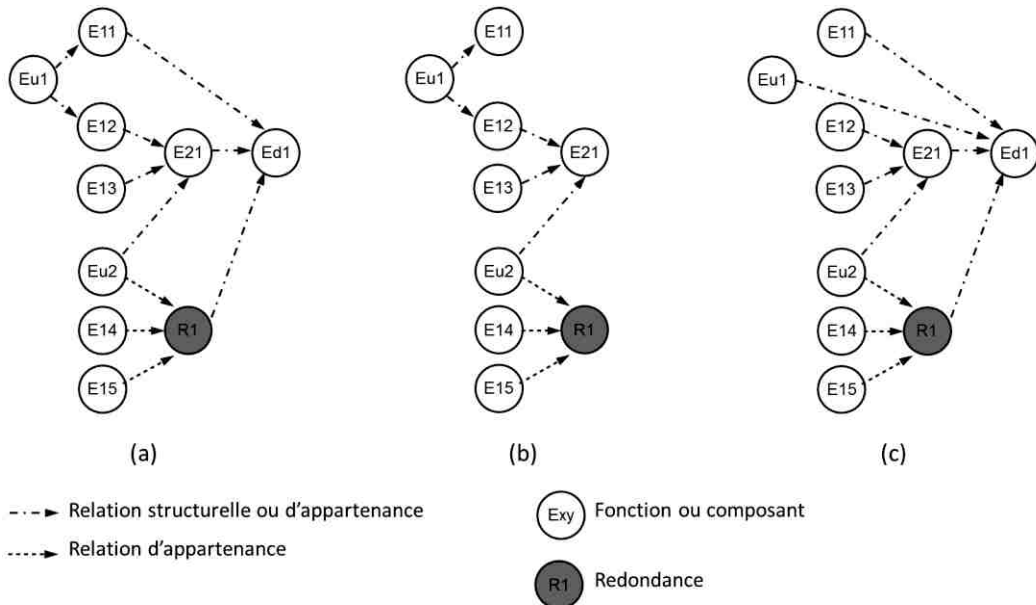 E11
Eu1
E12
E21
Ed1
E13
Eu2
E14
R1
E15
(a)
E11
Eu1
E12
E21
E13
Eu2
E14
R1
E15
(b)
E11
Eu1
E12
E21
Ed1
E13
Eu2
E14
R1
E15
(c)
Relation structurelle ou d'appartenance
Relation d'appartenance
Exy Fonction ou composant
R1 Redondance